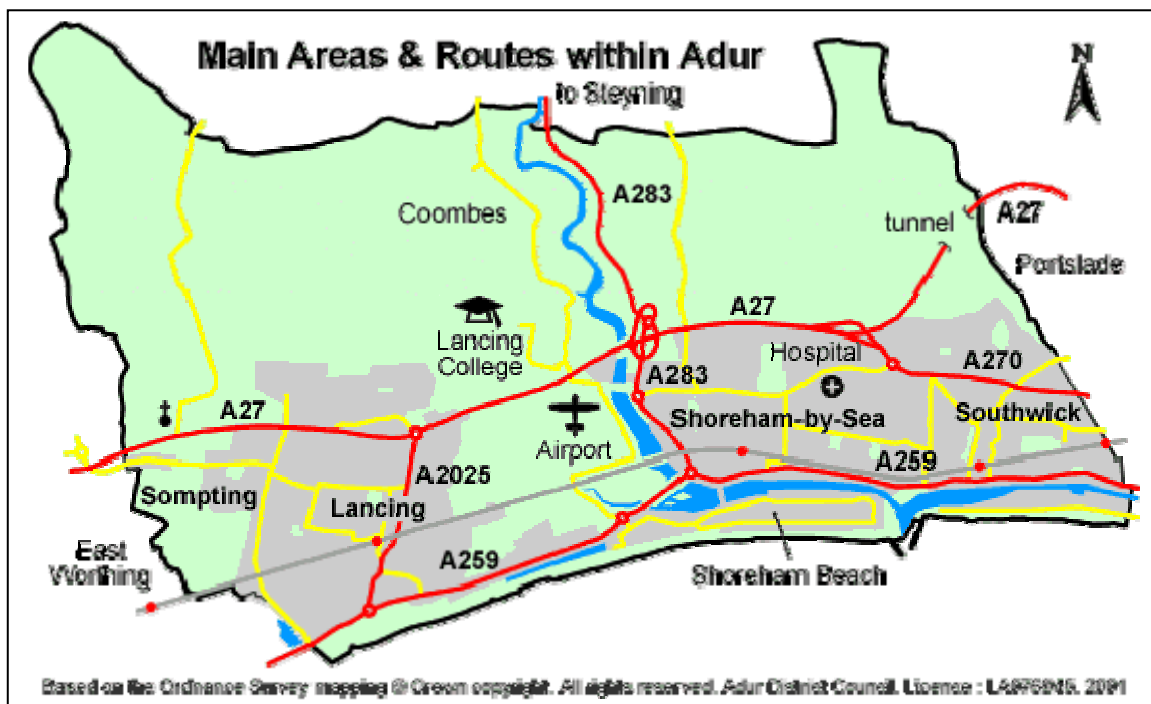 Main Areas & Routes within Adur
N
to Steyning
A283
Coombes
tunnel
A27
Portslade
A27
Lancing
College
Hospital
A270
A283
A27
Airport
Shoreham-by-Sea
Southwick
A259
A2025
Sompting
Lancing
East
Worthing
A259
Shoreham Beach
Based on the Ordnance Survey mapping © Crown copyright. All rights reserved. Adur District Council. Licence :